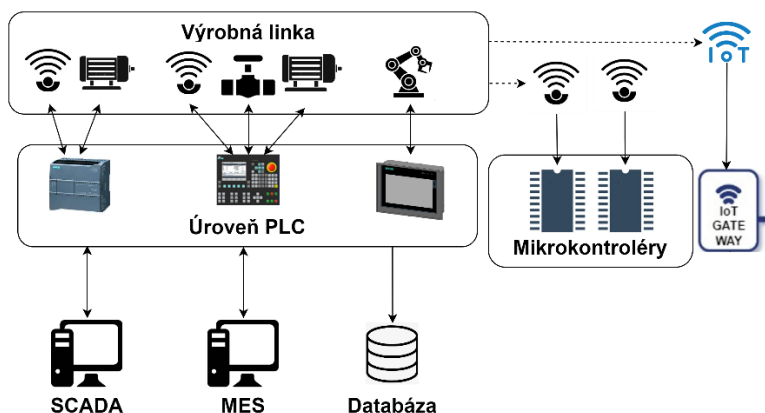 Výrobná linka
IoT
Úroveň PLC
Mikrokontroléry
IoT
GATE
WAY
SCADA
MES
Databáza